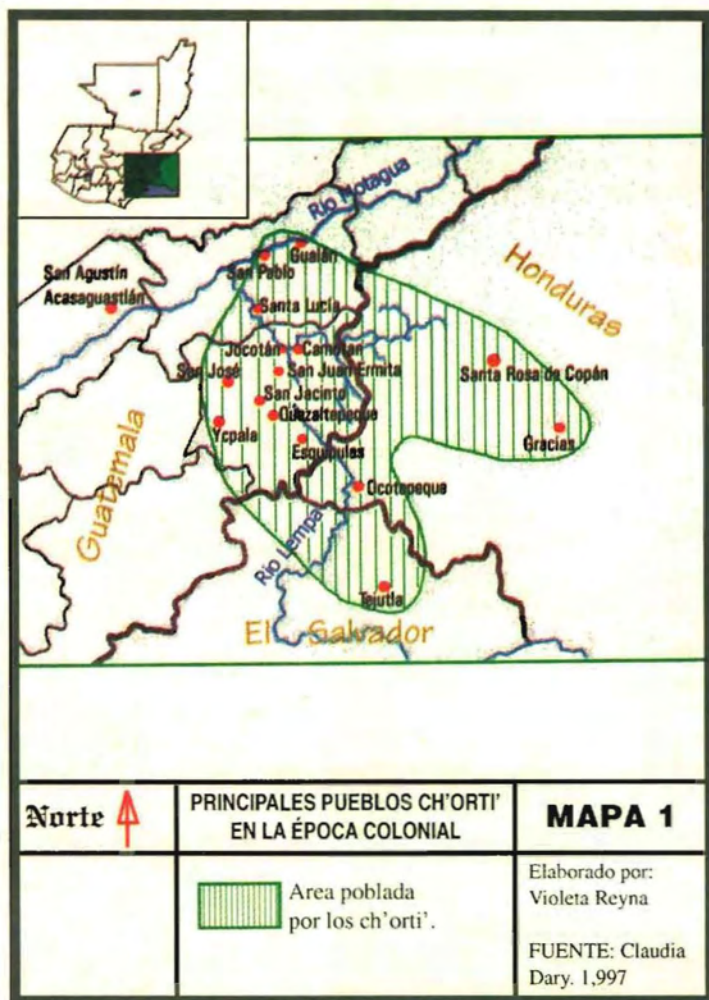 Río Motagua
Honduras
San Agustín
Acasaguastlán
Gualán
San Pablo
Santa Lucía
Jocotán
Camotán
San Juan Ermita
San José
San Jacinto
Quezaltepeque
Ycpala
Esquipulas
Santa Rosa de Copán
Gracias
Guatemala
Ocotepeque
Río Lempa
Tejutla
El Salvador
Norte
PRINCIPALES PUEBLOS CH'ORTI'
EN LA ÉPOCA COLONIAL
MAPA 1
Area poblada
por los ch'orti'.
Elaborado por:
Violeta Reyna
FUENTE: Claudia
Dary. 1,997